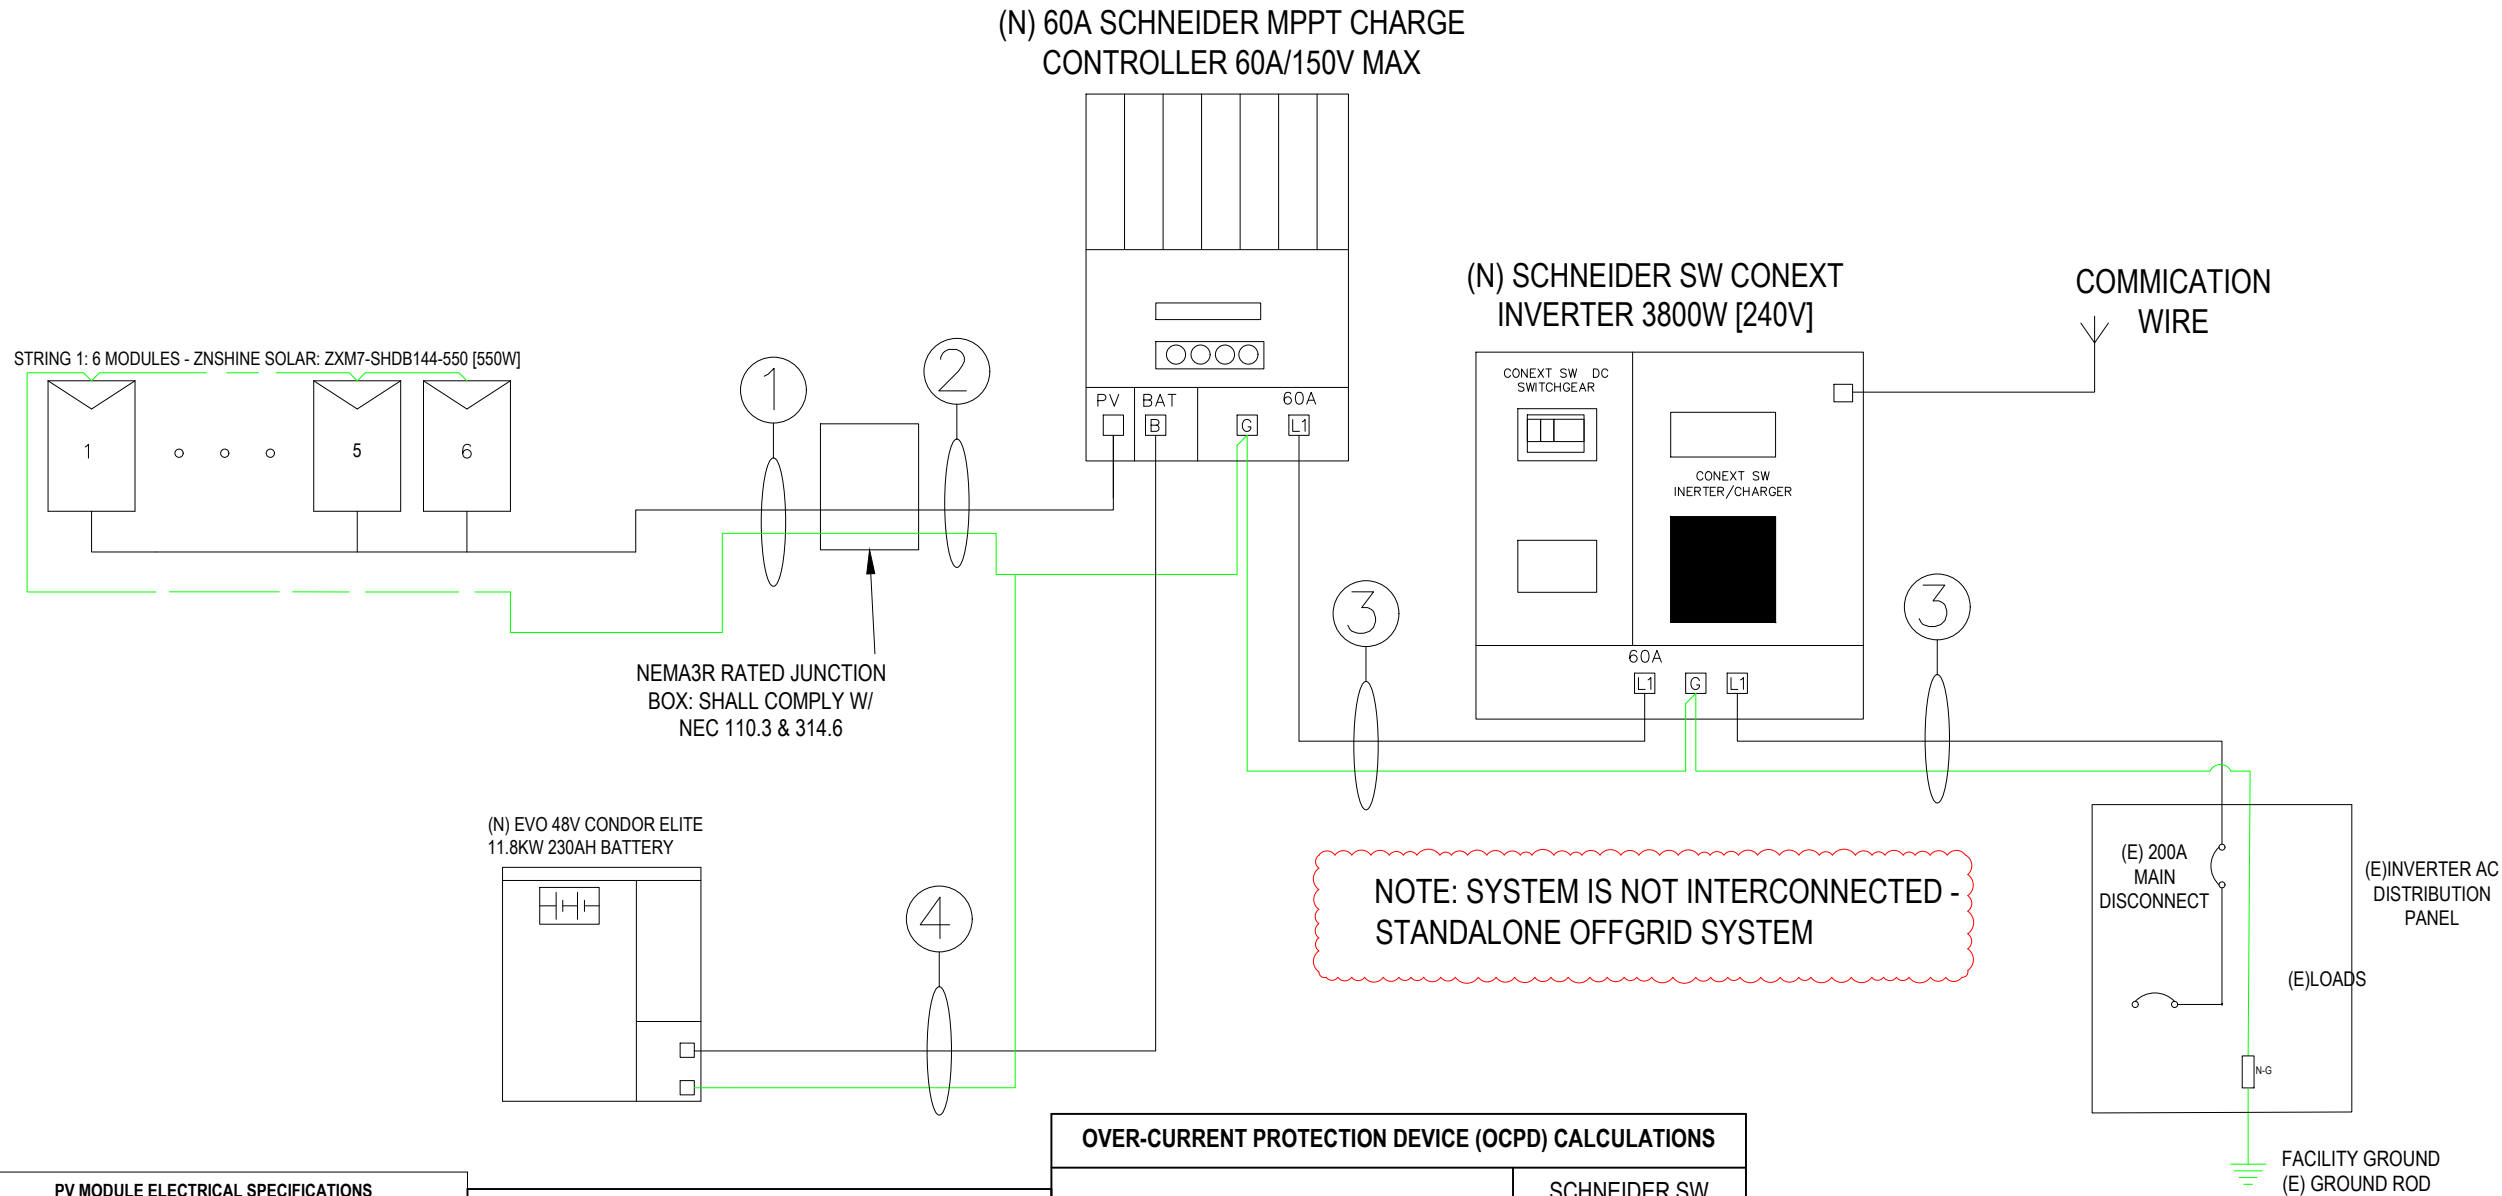 (N) 60A SCHNEIDER MPPT CHARGE
CONTROLLER 60A/150V MAX
(N) SCHNEIDER SW CONEXT
INVERTER 3800W [240V]
COMMICATION
WIRE
STRING 1: 6 MODULES - ZNSHINE SOLAR: ZXM7-SHDB144-550 [550W]
1
5
6
1
2
PV
BAT
60A
B
G
L1
CONEXT SW DC
SWITCHGEAR
CONEXT SW
INERTER/CHARGER
3
3
60A
L1
G
L1
NEMA3R RATED JUNCTION
BOX: SHALL COMPLY W/
NEC 110.3 & 314.6
(N) EVO 48V CONDOR ELITE
11.8KW 230AH BATTERY
4
NOTE: SYSTEM IS NOT INTERCONNECTED -
STANDALONE OFFGRID SYSTEM
(E) 200A
MAIN
DISCONNECT
(E)INVERTER AC
DISTRIBUTION
PANEL
(E)LOADS
N-G
FACILITY GROUND
(E) GROUND ROD
OVER-CURRENT PROTECTION DEVICE (OCPD) CALCULATIONS
SCHNEIDER SW
PV MODULE ELECTRICAL SPECIFICATIONS